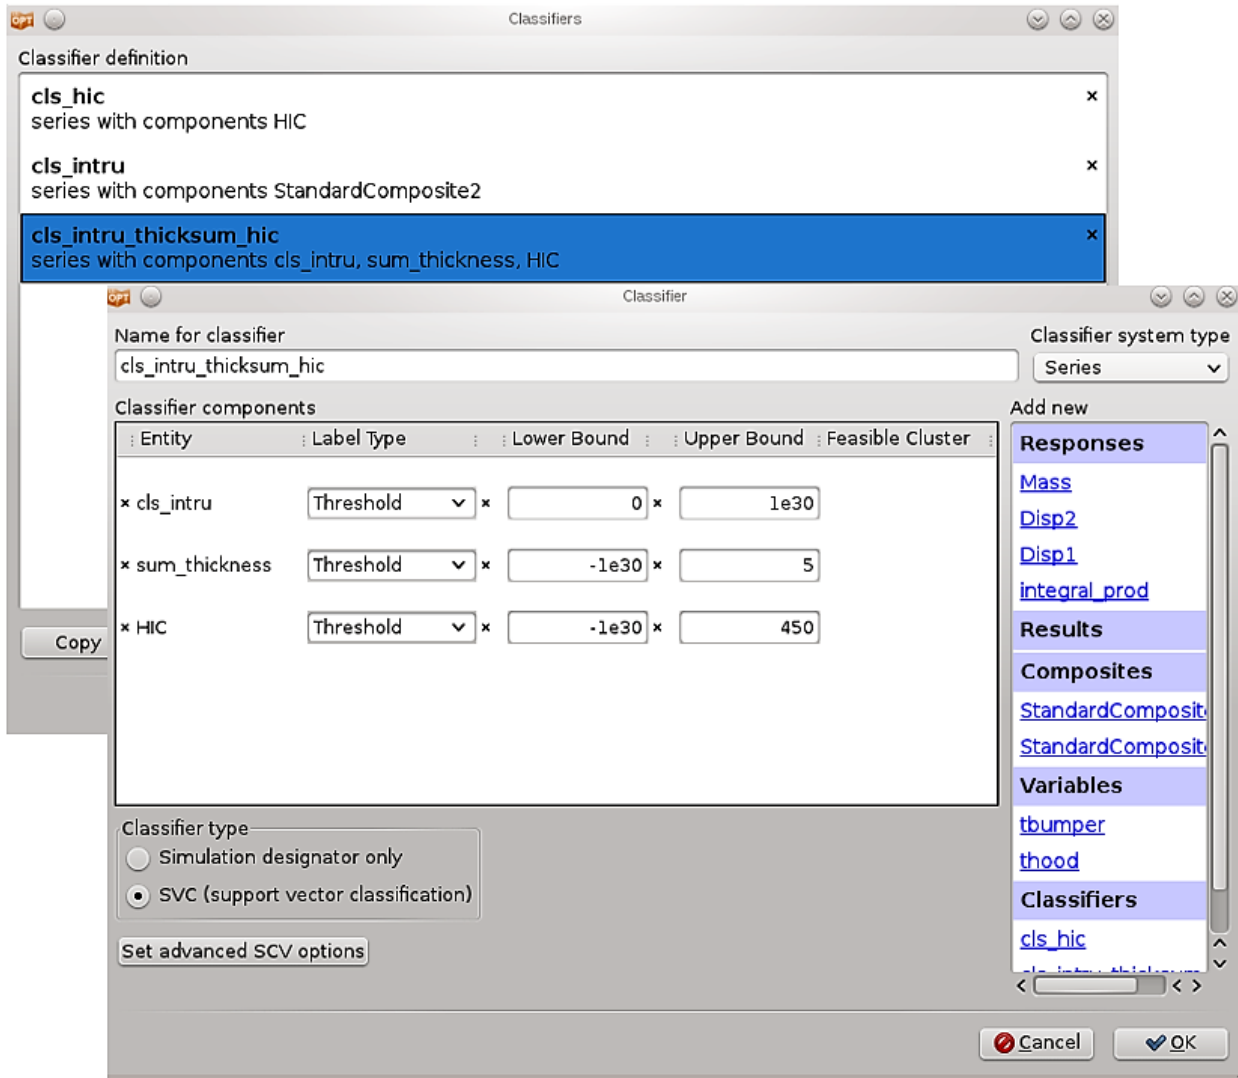 OPT Classifiers
Classifier definition
cls_hic ×
series with components HIC
cls_intru ×
series with components StandardComposite2
cls_intru_thicksum_hic ×
series with components cls_intru, sum_thickness, HIC
OPT Classifier
Name for classifier Classifier system type
cls_intru_thicksum_hic Series
Classifier components Add new
Entity Label Type Lower Bound Upper Bound Feasible Cluster
× cls_intru Threshold × 0 × 1e30
× sum_thickness Threshold × -1e30 × 5
× HIC Threshold × -1e30 × 450
Responses
Mass
Disp2
Disp1
integral_prod
Results
Composites
StandardComposit
StandardComposit
Variables
tbumper
thood
Classifiers
cls_hic
Copy
Classifier type
Simulation designator only
SVC (support vector classification)
Set advanced SCV options
Cancel OK